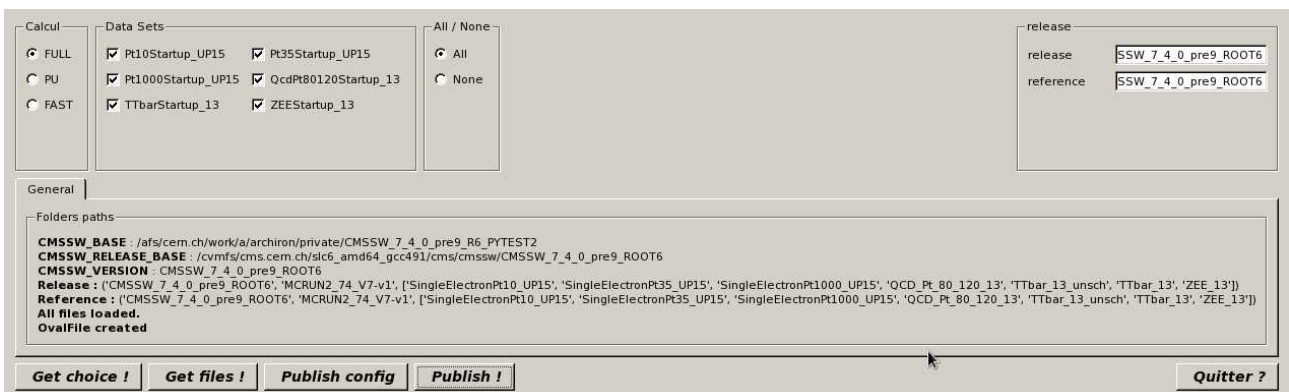 Calcul
Data Sets
All / None
release
FULL
Pt10Startup_UP15
Pt35Startup_UP15
All
release
SSW_7_4_0_pre9_ROOT6
PU
Pt1000Startup_UP15
QcdPt80120Startup_13
None
reference
SSW_7_4_0_pre9_ROOT6
FAST
TTbarStartup_13
ZEEStartup_13
General
Folders paths
CMSSW_BASE : /afs/cern.ch/work/a/archiron/private/CMSSW_7_4_0_pre9_R6_PYTEST2
CMSSW_RELEASE_BASE : /cvmfs/cms.cern.ch/slc6_amd64_gcc491/cms/cmssw/CMSSW_7_4_0_pre9_ROOT6
CMSSW_VERSION : CMSSW_7_4_0_pre9_ROOT6
Release : ('CMSSW_7_4_0_pre9_ROOT6', 'MCRUN2_74_V7-v1', ['SingleElectronPt10_UP15', 'SingleElectronPt35_UP15', 'SingleElectronPt1000_UP15', 'QCD_Pt_80_120_13', 'TTbar_13_unsch', 'TTbar_13', 'ZEE_13'])
Reference : ('CMSSW_7_4_0_pre9_ROOT6', 'MCRUN2_74_V7-v1', ['SingleElectronPt10_UP15', 'SingleElectronPt35_UP15', 'SingleElectronPt1000_UP15', 'QCD_Pt_80_120_13', 'TTbar_13_unsch', 'TTbar_13', 'ZEE_13'])
All files loaded.
OvalFile created
Get choice !
Get files !
Publish config
Publish !
Quitter ?